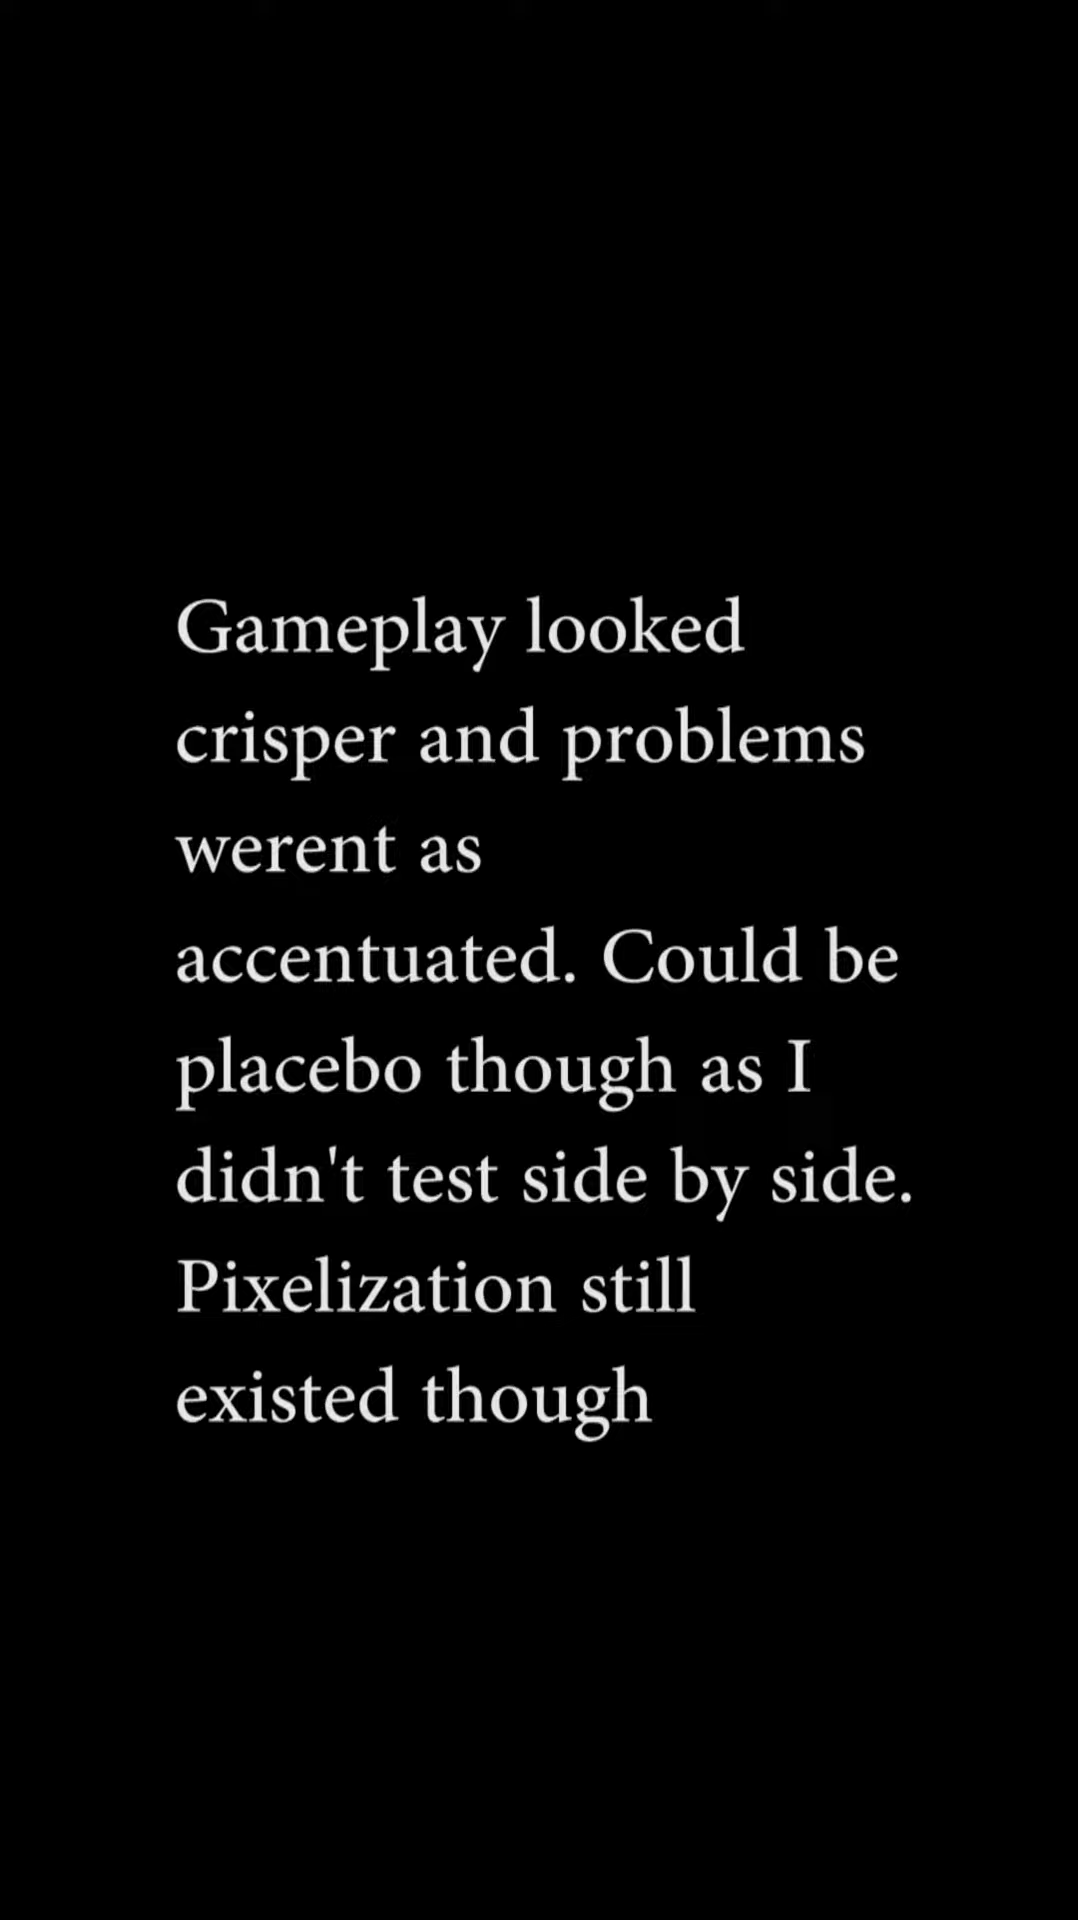 Gameplay looked
crisper and problems
werent as
accentuated. Could be
placebo though as I
didn't test side by side.
Pixelization still
existed though